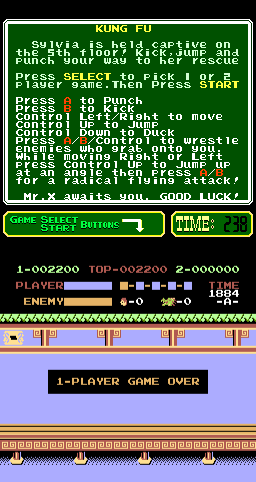 KUNG FU
Sylvia is held captive on
the 5th floor! Kick,jump and
punch your way to her rescue
Press SELECT to pick 1 or 2
player game.Then Press START
Press A to Punch
Press B to Kick
Control Left/Right to move
Control Up to Jump
Control Down to Duck
Press A/B/Control to wrestle
enemies who grab onto you.
While moving Right or Left
press Control Up to Jump up
at an angle then press A/B
for a radical flying attack!
Mr.X awaits you. GOOD LUCK!
GAME SELECT
START BUTTONS
TIME: 238
1-002200 TOP-002200 2-000000
PLAYER TIME
1884
ENEMY -0 -0 -A-
1-PLAYER GAME OVER